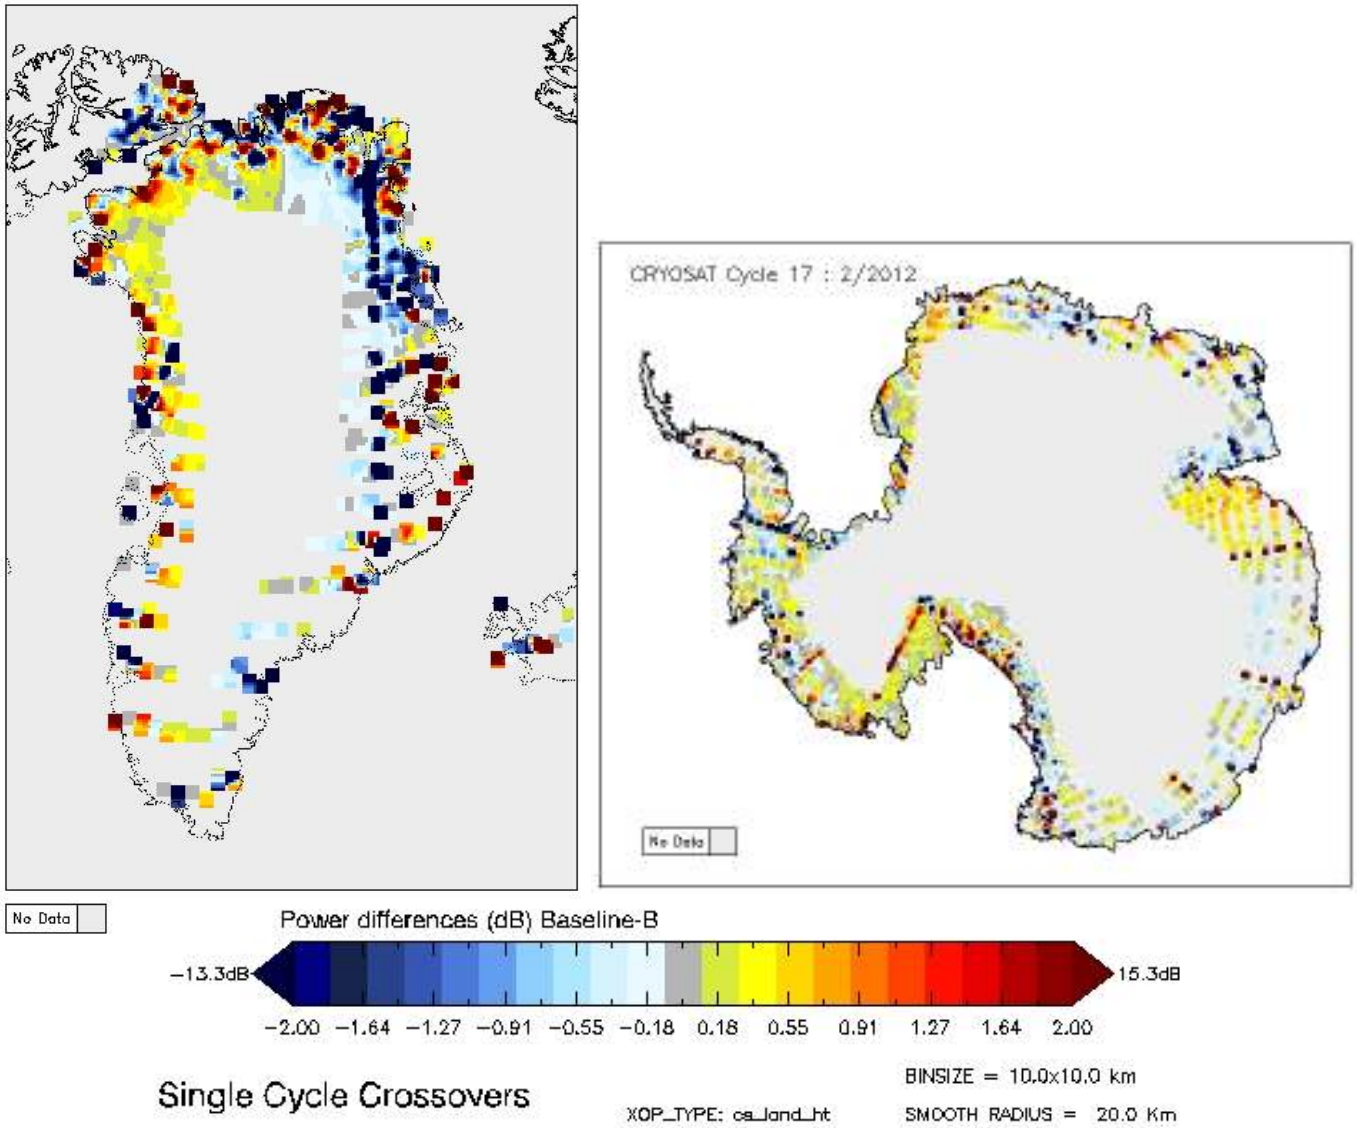 CRYOSAT Cycle 17 : 2/2012
No Data
No Data
Power differences (dB) Baseline-B
-13.3dB
15.3dB
-2.00 -1.64 -1.27 -0.91 -0.55 -0.18 0.18 0.55 0.91 1.27 1.64 2.00
BINSIZE = 10.0x10.0 km
Single Cycle Crossovers
XOP_TYPE: cs_land_ht
SMOOTH RADIUS = 20.0 Km